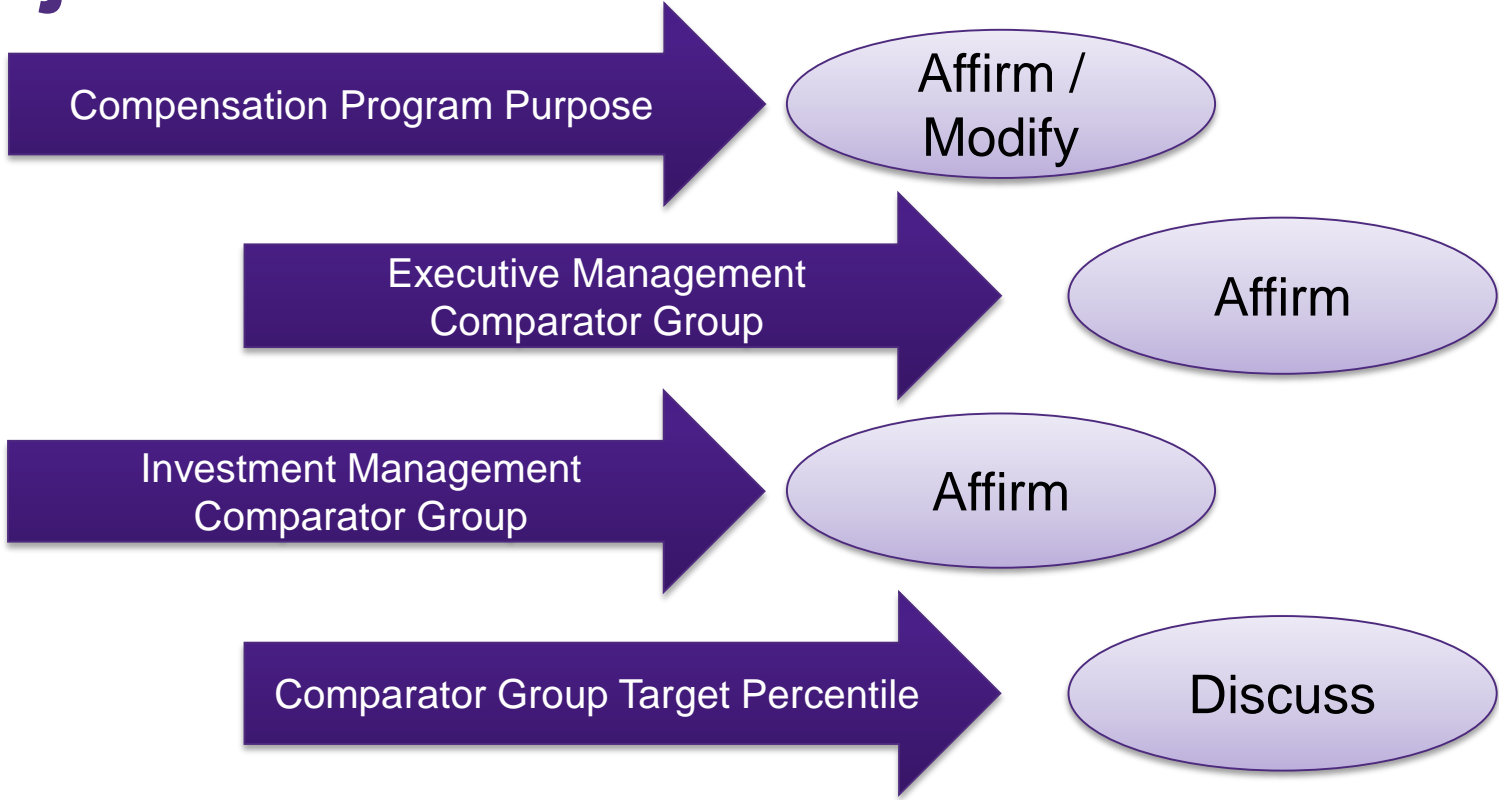 Compensation Program Purpose
Affirm /
Modify
Executive Management
Comparator Group
Affirm
Investment Management
Comparator Group
Affirm
Comparator Group Target Percentile
Discuss